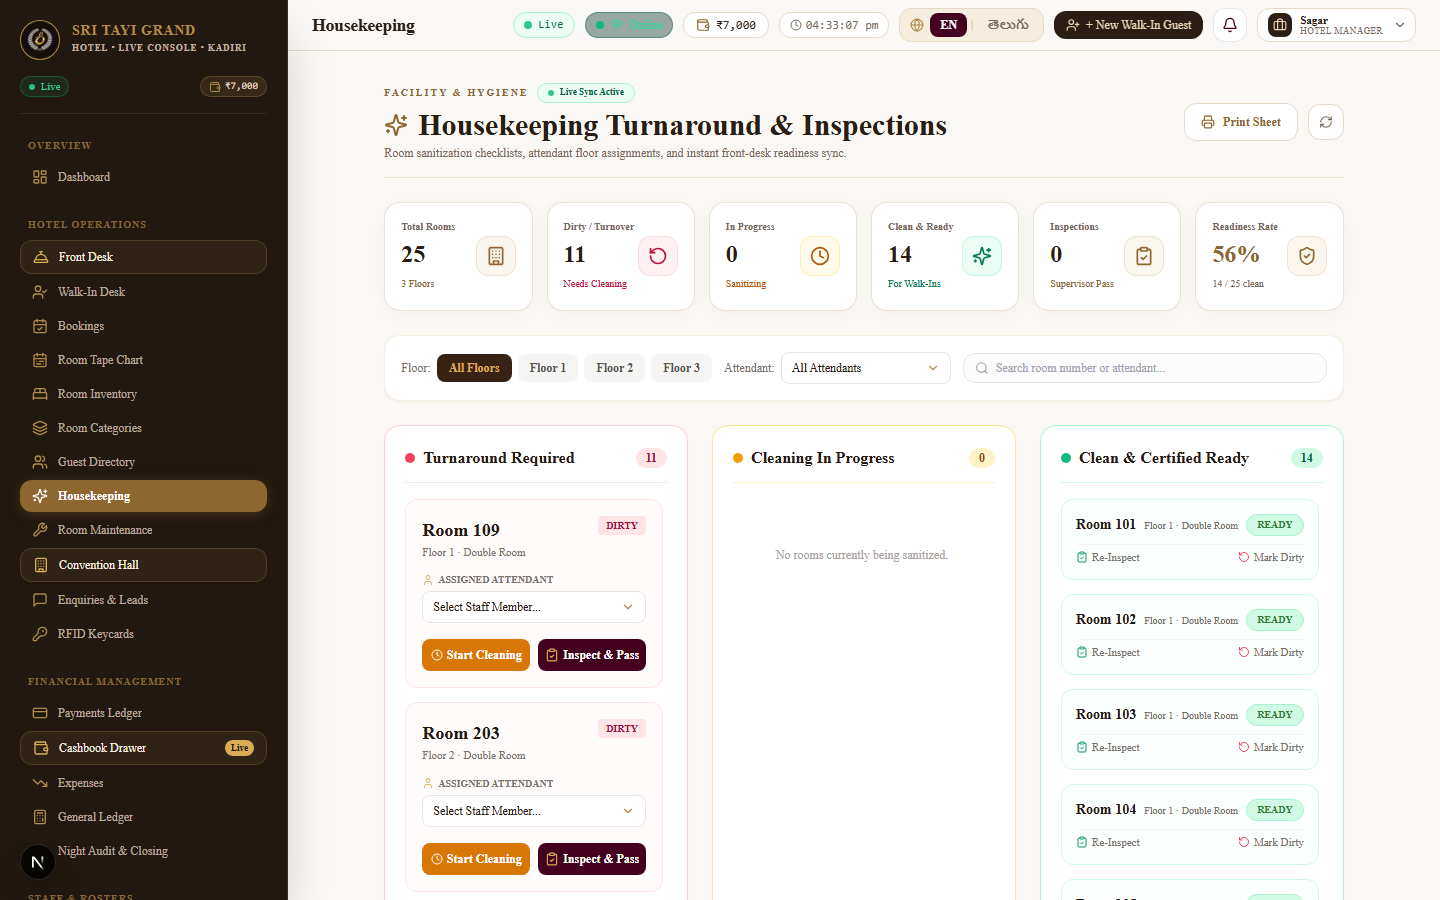 SRI TAYI GRAND
HOTEL • LIVE CONSOLE • KADIRI
Live
₹7,000
OVERVIEW
Dashboard
HOTEL OPERATIONS
Front Desk
Walk-In Desk
Bookings
Room Tape Chart
Room Inventory
Room Categories
Guest Directory
Housekeeping
Room Maintenance
Convention Hall
Enquiries & Leads
RFID Keycards
FINANCIAL MANAGEMENT
Payments Ledger
Cashbook Drawer Live
Expenses
General Ledger
N
Night Audit & Closing
STAFF & ROSTERS
Housekeeping
Live
Online
₹7,000
04:33:07 pm
EN
తెలుగు
+ New Walk-In Guest
Sagar
HOTEL MANAGER
FACILITY & HYGIENE
Live Sync Active
Housekeeping Turnaround & Inspections
Room sanitization checklists, attendant floor assignments, and instant front-desk readiness sync.
Print Sheet
Total Rooms
25
3 Floors
Dirty / Turnover
11
Needs Cleaning
In Progress
0
Sanitizing
Clean & Ready
14
For Walk-Ins
Inspections
0
Supervisor Pass
Readiness Rate
56%
14 / 25 clean
Floor: All Floors Floor 1 Floor 2 Floor 3 Attendant: All Attendants Search room number or attendant...
Turnaround Required 11
Room 109 DIRTY
Floor 1 · Double Room
ASSIGNED ATTENDANT
Select Staff Member...
Start Cleaning Inspect & Pass
Room 203 DIRTY
Floor 2 · Double Room
ASSIGNED ATTENDANT
Select Staff Member...
Start Cleaning Inspect & Pass
Cleaning In Progress 0
No rooms currently being sanitized.
Clean & Certified Ready 14
Room 101 Floor 1 · Double Room READY
Re-Inspect Mark Dirty
Room 102 Floor 1 · Double Room READY
Re-Inspect Mark Dirty
Room 103 Floor 1 · Double Room READY
Re-Inspect Mark Dirty
Room 104 Floor 1 · Double Room READY
Re-Inspect Mark Dirty